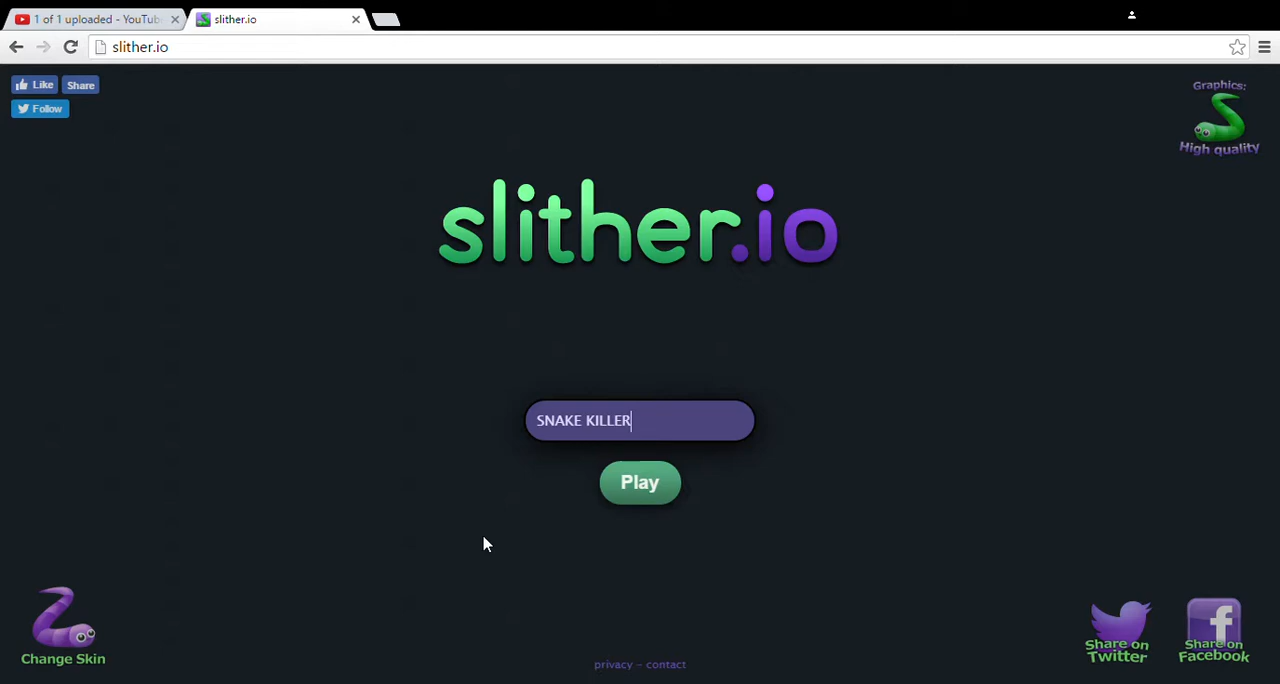 1 of 1 uploaded - YouTub
slither.io
slither.io
Like Share
Follow
Graphics:
High quality
slither.io
SNAKE KILLER
Play
Change Skin
Share on
Twitter
Share on
Facebook
privacy - contact